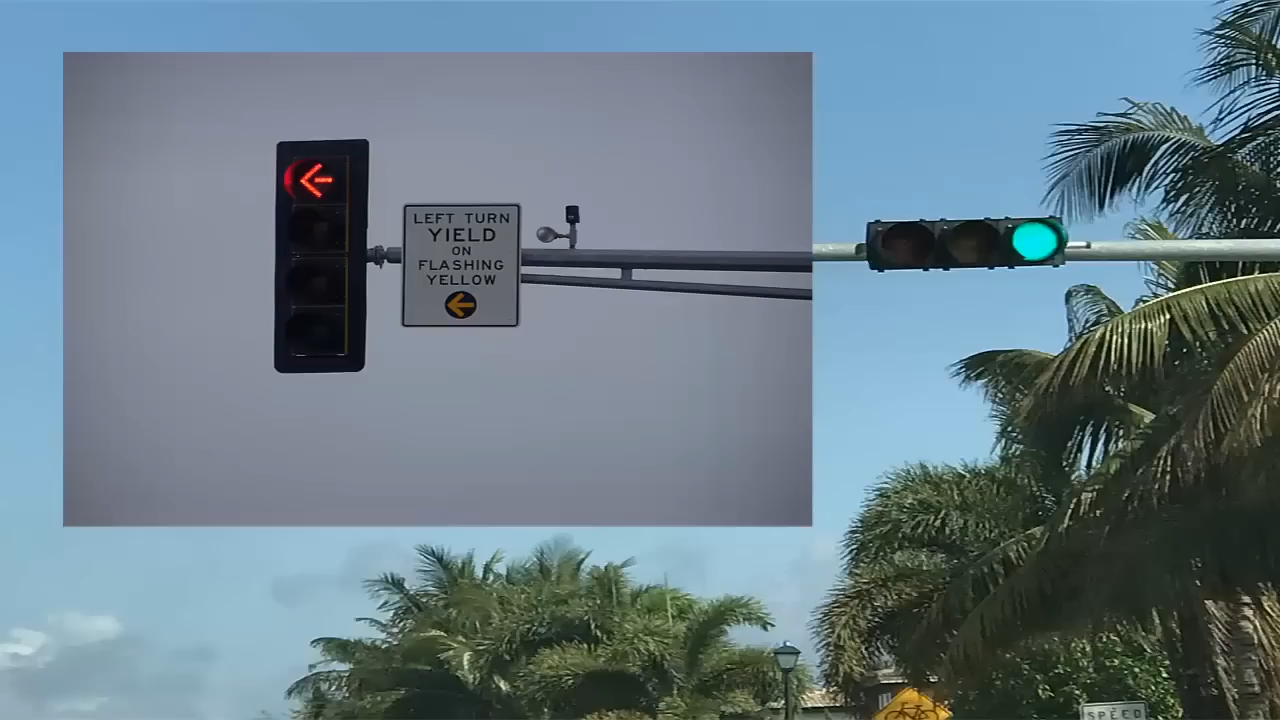 LEFT TURN
YIELD
ON
FLASHING
YELLOW
SPEED